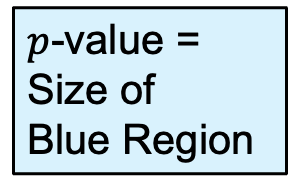 p-value =
Size of
Blue Region